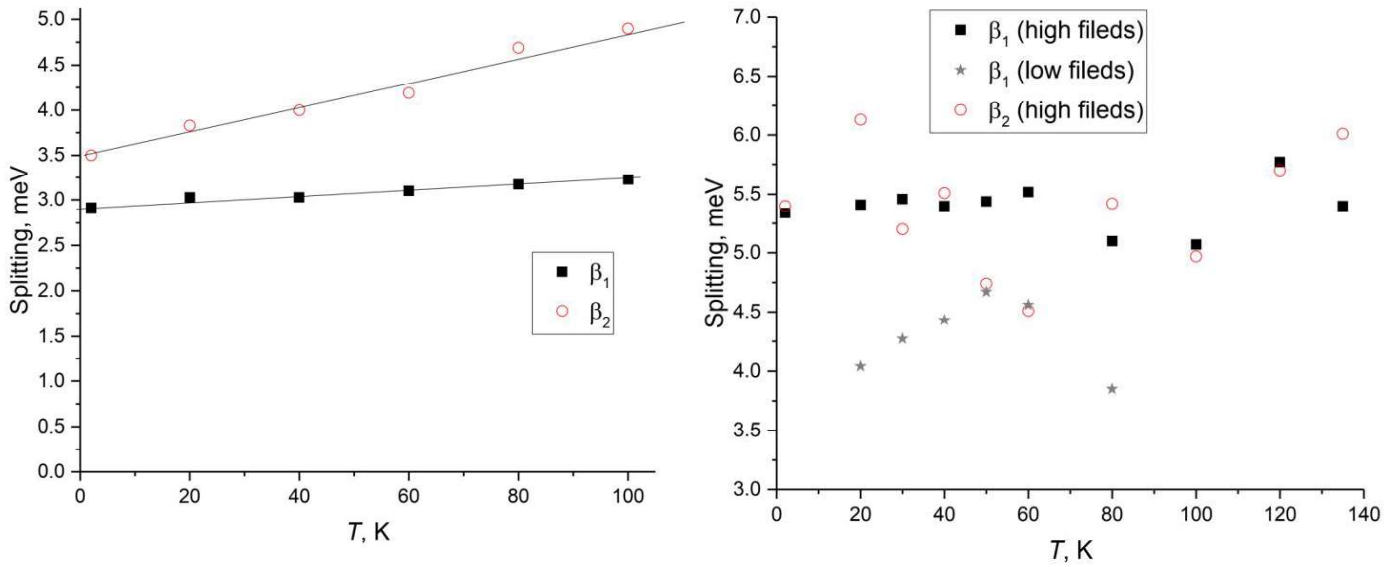 5.0
4.5
4.0
3.5
3.0
2.5
2.0
1.5
1.0
0.5
0.0
Splitting, meV
0 20 40 60 80 100
T, K
β1
β2
7.0
6.5
6.0
5.5
5.0
4.5
4.0
3.5
3.0
Splitting, meV
0 20 40 60 80 100 120 140
T, K
β1 (high fileds)
β1 (low fileds)
β2 (high fileds)